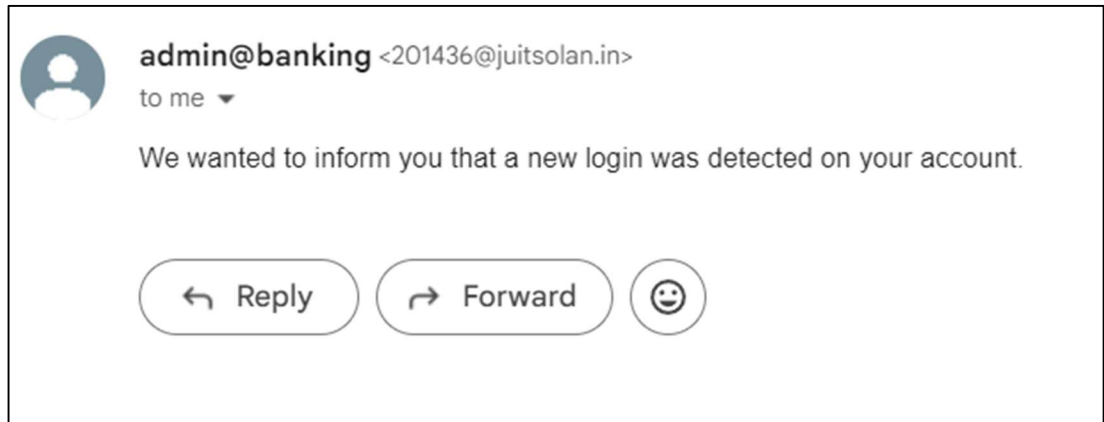 admin@banking <201436@juitsolan.in>
to me
We wanted to inform you that a new login was detected on your account.
Reply Forward